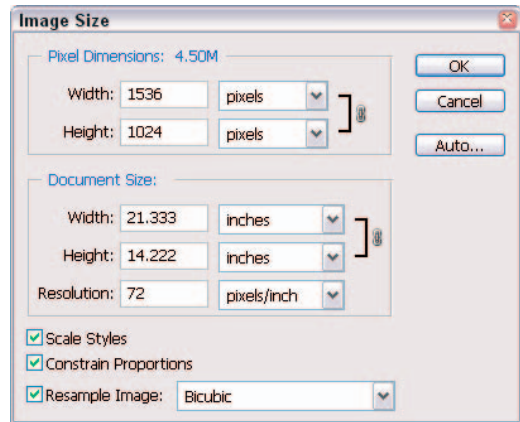 Image Size
Pixel Dimensions: 4.50M
OK
Width: 1536 pixels
Cancel
Height: 1024 pixels
Auto...
Document Size:
Width: 21.333 inches
Height: 14.222 inches
Resolution: 72 pixels/inch
Scale Styles
Constrain Proportions
Resample Image: Bicubic